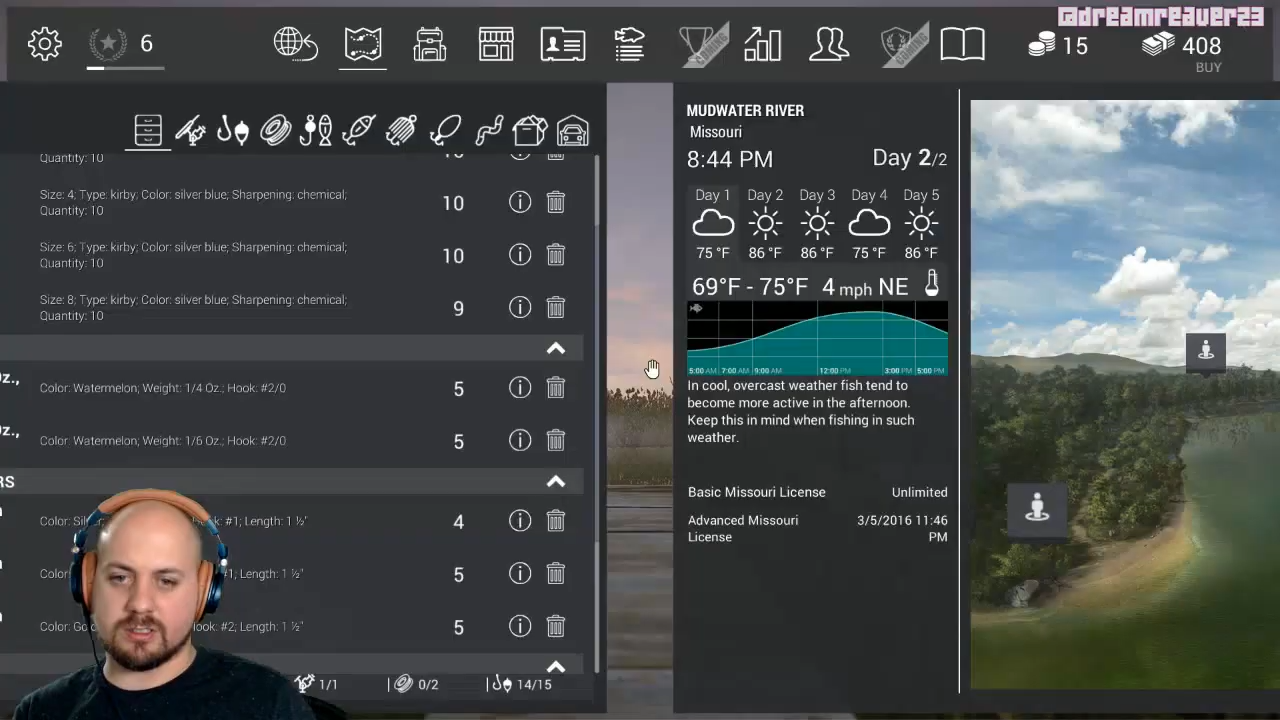 @dreamreaver23
6
15
408
BUY
Quantity: 10
Size: 4; Type: kirby; Color: silver blue; Sharpening: chemical;
Quantity: 10
10
Size: 6; Type: kirby; Color: silver blue; Sharpening: chemical;
Quantity: 10
10
Size: 8; Type: kirby; Color: silver blue; Sharpening: chemical;
Quantity: 10
9
Oz.,
Color: Watermelon; Weight: 1/4 Oz.; Hook: #2/0
5
Oz.,
Color: Watermelon; Weight: 1/6 Oz.; Hook: #2/0
5
RS
#1; Length: 1 ½"
4
#1; Length: 1 ½"
5
#2; Length: 1 ½"
5
1/1
0/2
14/15
MUDWATER RIVER
Missouri
8:44 PM
Day 2/2
Day 1 Day 2 Day 3 Day 4 Day 5
75 °F 86 °F 86 °F 75 °F 86 °F
69°F - 75°F 4 mph NE
5:00 AM 7:00 AM 9:00 AM 12:00 PM 3:00 PM 5:00 PM
In cool, overcast weather fish tend to
become more active in the afternoon.
Keep this in mind when fishing in such
weather.
Basic Missouri License Unlimited
Advanced Missouri 3/5/2016 11:46
License PM